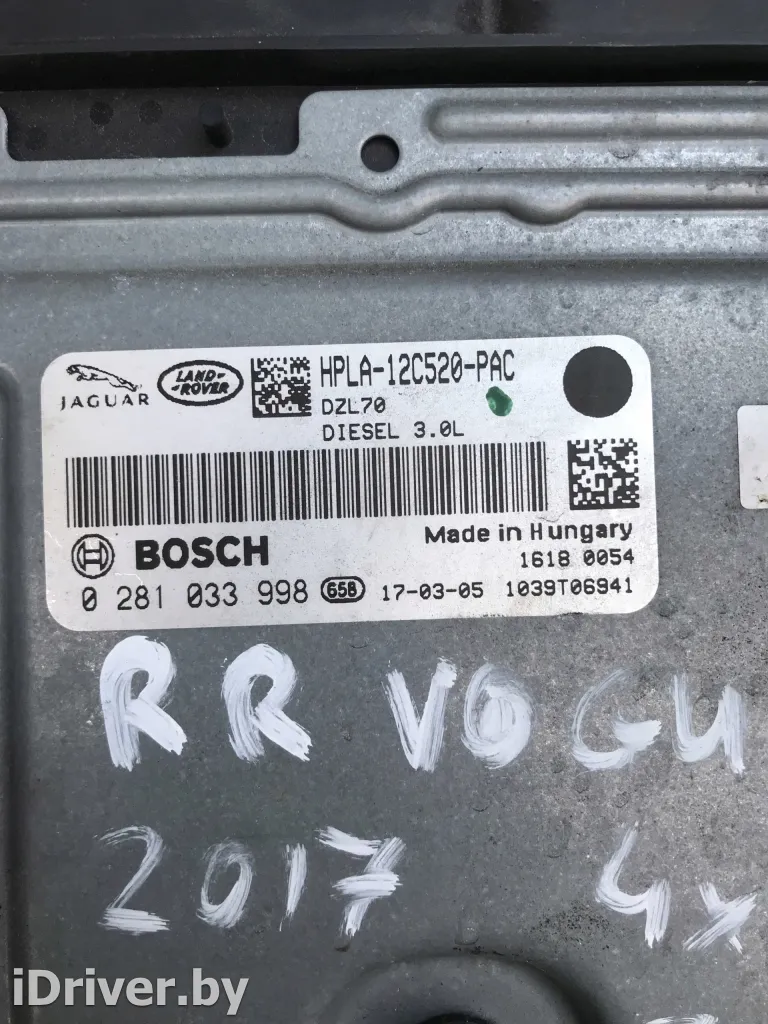 JAGUAR
LAND-
ROVER
HPLA-12C520-PAC
DZL70
DIESEL 3.0L
Made in Hungary
BOSCH
1618 0054
0 281 033 998 65B 17-03-05 1039T06941
RR VOGU
2017 4x
iDriver.by